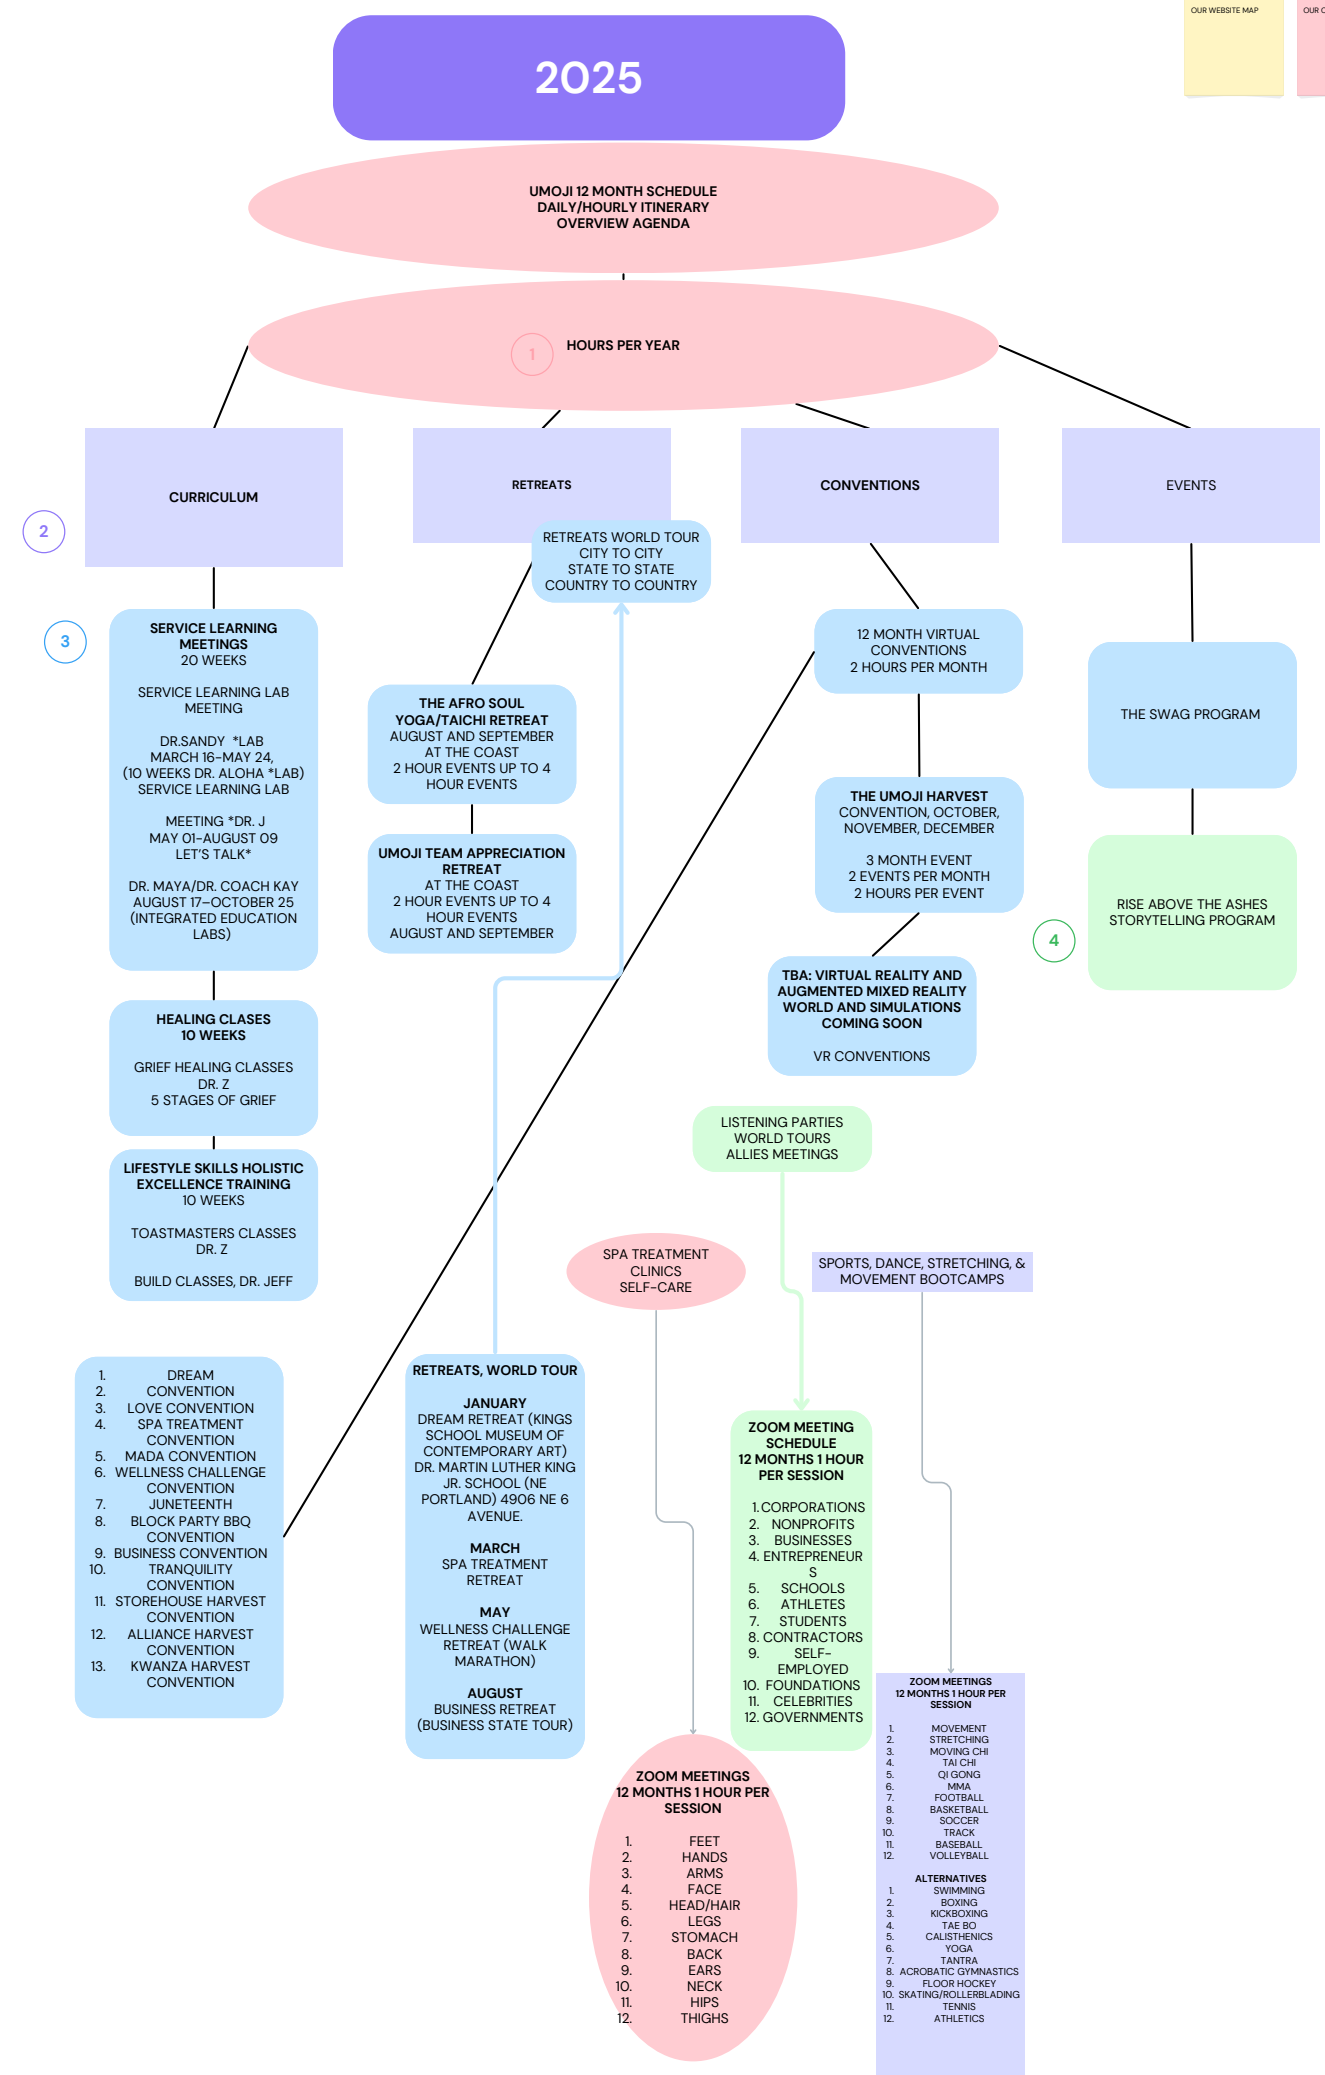 OUR WEBSITE MAP
OUR
2025
UMOJI 12 MONTH SCHEDULE
DAILY/HOURLY ITINERARY
OVERVIEW AGENDA
1
HOURS PER YEAR
CURRICULUM
RETREATS
CONVENTIONS
EVENTS
2
RETREATS WORLD TOUR
CITY TO CITY
STATE TO STATE
COUNTRY TO COUNTRY
3
SERVICE LEARNING
MEETINGS
20 WEEKS
SERVICE LEARNING LAB
MEETING
DR.SANDY *LAB
MARCH 16-MAY 24,
(10 WEEKS DR. ALOHA *LAB)
SERVICE LEARNING LAB
MEETING *DR. J
MAY 01-AUGUST 09
LET'S TALK*
DR. MAYA/DR. COACH KAY
AUGUST 17–OCTOBER 25
(INTEGRATED EDUCATION
LABS)
HEALING CLASES
10 WEEKS
GRIEF HEALING CLASSES
DR. Z
5 STAGES OF GRIEF
LIFESTYLE SKILLS HOLISTIC
EXCELLENCE TRAINING
10 WEEKS
TOASTMASTERS CLASSES
DR. Z
BUILD CLASSES, DR. JEFF
THE AFRO SOUL
YOGA/TAICHI RETREAT
AUGUST AND SEPTEMBER
AT THE COAST
2 HOUR EVENTS UP TO 4
HOUR EVENTS
UMOJI TEAM APPRECIATION
RETREAT
AT THE COAST
2 HOUR EVENTS UP TO 4
HOUR EVENTS
AUGUST AND SEPTEMBER
12 MONTH VIRTUAL
CONVENTIONS
2 HOURS PER MONTH
THE UMOJI HARVEST
CONVENTION, OCTOBER,
NOVEMBER, DECEMBER
3 MONTH EVENT
2 EVENTS PER MONTH
2 HOURS PER EVENT
TBA: VIRTUAL REALITY AND
AUGMENTED MIXED REALITY
WORLD AND SIMULATIONS
COMING SOON
VR CONVENTIONS
THE SWAG PROGRAM
4
RISE ABOVE THE ASHES
STORYTELLING PROGRAM
LISTENING PARTIES
WORLD TOURS
ALLIES MEETINGS
SPA TREATMENT
CLINICS
SELF-CARE
SPORTS, DANCE, STRETCHING, &
MOVEMENT BOOTCAMPS
1. DREAM
2. CONVENTION
3. LOVE CONVENTION
4. SPA TREATMENT
CONVENTION
5. MADA CONVENTION
6. WELLNESS CHALLENGE
CONVENTION
7. JUNETEENTH
8. BLOCK PARTY BBQ
CONVENTION
9. BUSINESS CONVENTION
10. TRANQUILITY
CONVENTION
11. STOREHOUSE HARVEST
CONVENTION
12. ALLIANCE HARVEST
CONVENTION
13. KWANZA HARVEST
CONVENTION
RETREATS, WORLD TOUR
JANUARY
DREAM RETREAT (KINGS
SCHOOL MUSEUM OF
CONTEMPORARY ART)
DR. MARTIN LUTHER KING
JR. SCHOOL (NE
PORTLAND) 4906 NE 6
AVENUE.
MARCH
SPA TREATMENT
RETREAT
MAY
WELLNESS CHALLENGE
RETREAT (WALK
MARATHON)
AUGUST
BUSINESS RETREAT
(BUSINESS STATE TOUR)
ZOOM MEETING
SCHEDULE
12 MONTHS 1 HOUR
PER SESSION
1. CORPORATIONS
2. NONPROFITS
3. BUSINESSES
4. ENTREPRENEUR
S
5. SCHOOLS
6. ATHLETES
7. STUDENTS
8. CONTRACTORS
9. SELF-
EMPLOYED
10. FOUNDATIONS
11. CELEBRITIES
12. GOVERNMENTS
ZOOM MEETINGS
12 MONTHS 1 HOUR PER
SESSION
1. FEET
2. HANDS
3. ARMS
4. FACE
5. HEAD/HAIR
6. LEGS
7. STOMACH
8. BACK
9. EARS
10. NECK
11. HIPS
12. THIGHS
ZOOM MEETINGS
12 MONTHS 1 HOUR PER
SESSION
1. MOVEMENT
2. STRETCHING
3. MOVING CHI
4. TAI CHI
5. QI GONG
6. MMA
7. FOOTBALL
8. BASKETBALL
9. SOCCER
10. TRACK
11. BASEBALL
12. VOLLEYBALL
ALTERNATIVES
1. SWIMMING
2. BOXING
3. KICKBOXING
4. TAE BO
5. CALISTHENICS
6. YOGA
7. TANTRA
8. ACROBATIC GYMNASTICS
9. FLOOR HOCKEY
10. SKATING/ROLLERBLADING
11. TENNIS
12. ATHLETICS